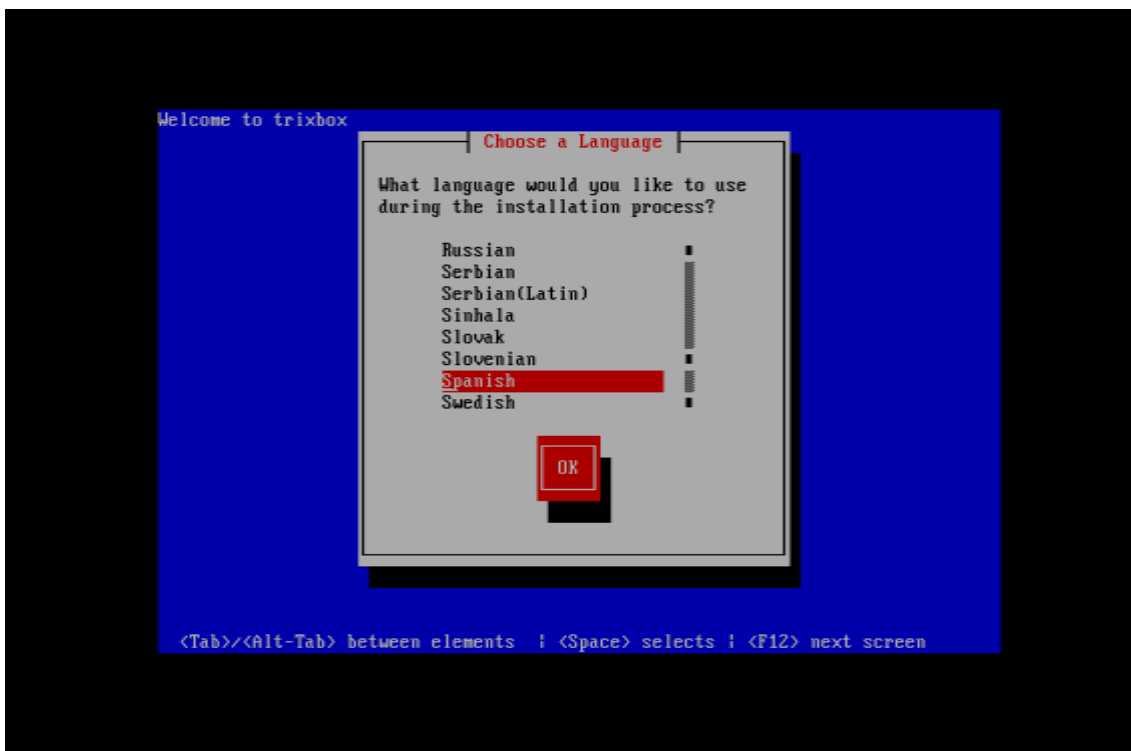 Welcome to trixbox
Choose a Language
What language would you like to use
during the installation process?
Russian
Serbian
Serbian(Latin)
Sinhala
Slovak
Slovenian
Spanish
Swedish
OK
<Tab>/<Alt-Tab> between elements | <Space> selects | <F12> next screen